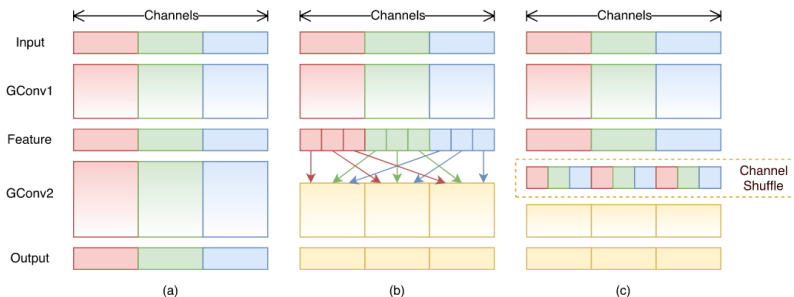 Channels
Channels
Channels
Input
GConv1
Feature
Channel
Shuffle
GConv2
Output
(a)
(b)
(c)